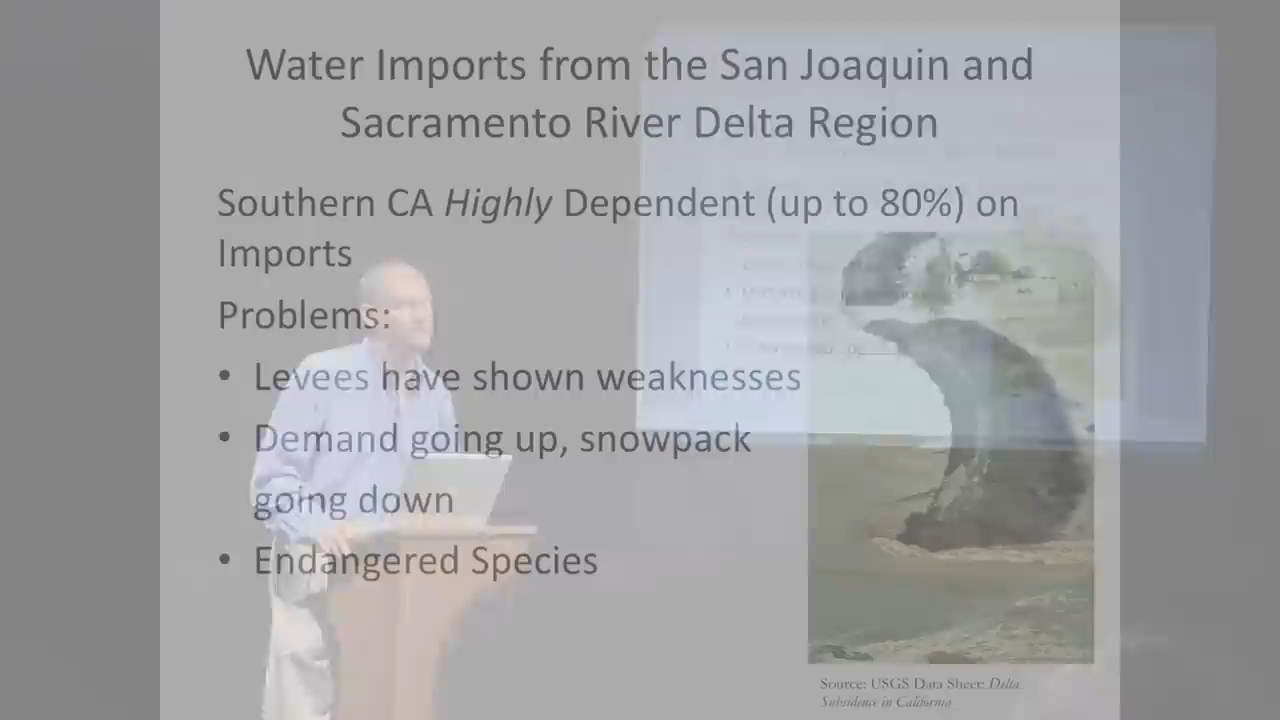 Water Imports from the San Joaquin and
Sacramento River Delta Region
Southern CA Highly Dependent (up to 80%) on
Imports
Problems:
• Levees have shown weaknesses
• Demand going up, snowpack
going down
• Endangered Species
Source: USGS Data Sheet: Delta
Subsidence in California